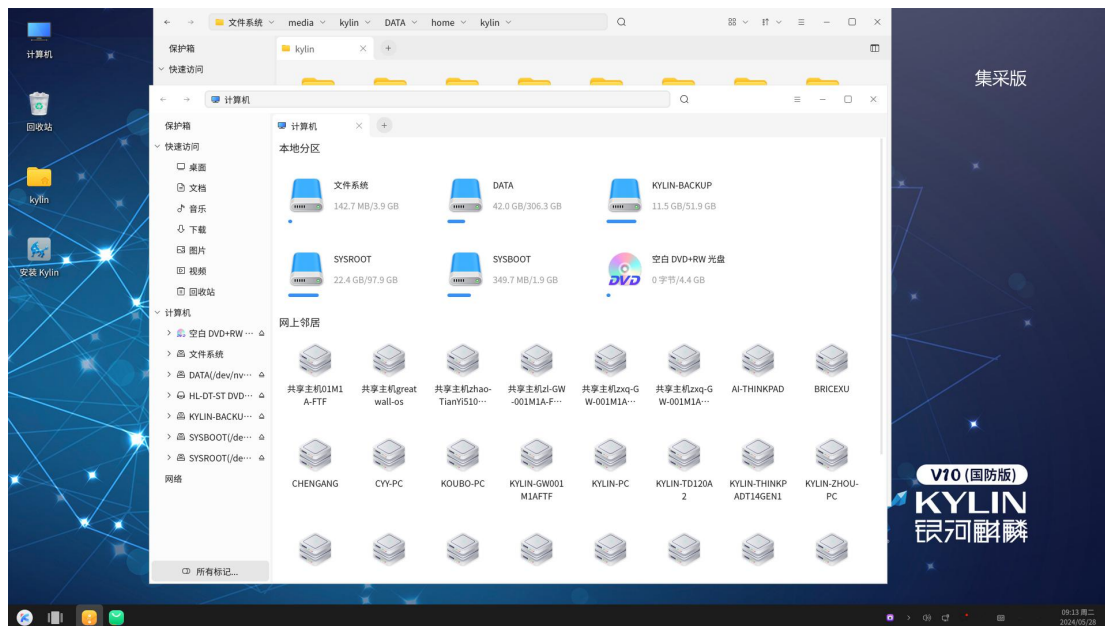 文件系统 media kylin DATA home kylin
计算机
保护箱
kylin
快速访问
集采版
计算机
回收站
保护箱
计算机
快速访问
本地分区
桌面
文档
音乐
下载
图片
视频
回收站
文件系统
142.7 MB/3.9 GB
DATA
42.0 GB/306.3 GB
KYLIN-BACKUP
11.5 GB/51.9 GB
kylin
SYSROOT
22.4 GB/97.9 GB
SYSBOOT
349.7 MB/1.9 GB
空白 DVD+RW 光盘
DVD
0 字节/4.4 GB
安装 Kylin
计算机
空白 DVD+RW ···
文件系统
DATA(/dev/nv···
HL-DT-ST DVD···
KYLIN-BACKU···
SYSBOOT(/de···
SYSROOT(/de···
网络
所有标记...
网上邻居
共享主机01M1
A-FTF
共享主机great
wall-os
共享主机zhao-
TianYi510···
共享主机zl-GW
-001M1A-F···
共享主机zxq-G
W-001M1A···
共享主机zxq-G
W-001M1A···
AI-THINKPAD
BRICEXU
CHENGANG
CYY-PC
KOUBO-PC
KYLIN-GW001
M1AFTF
KYLIN-PC
KYLIN-TD120A
2
KYLIN-THINKP
ADT14GEN1
KYLIN-ZHOU-
PC
V10 (国防版)
KYLIN
银河麒麟
09:13 周二
2024/05/28